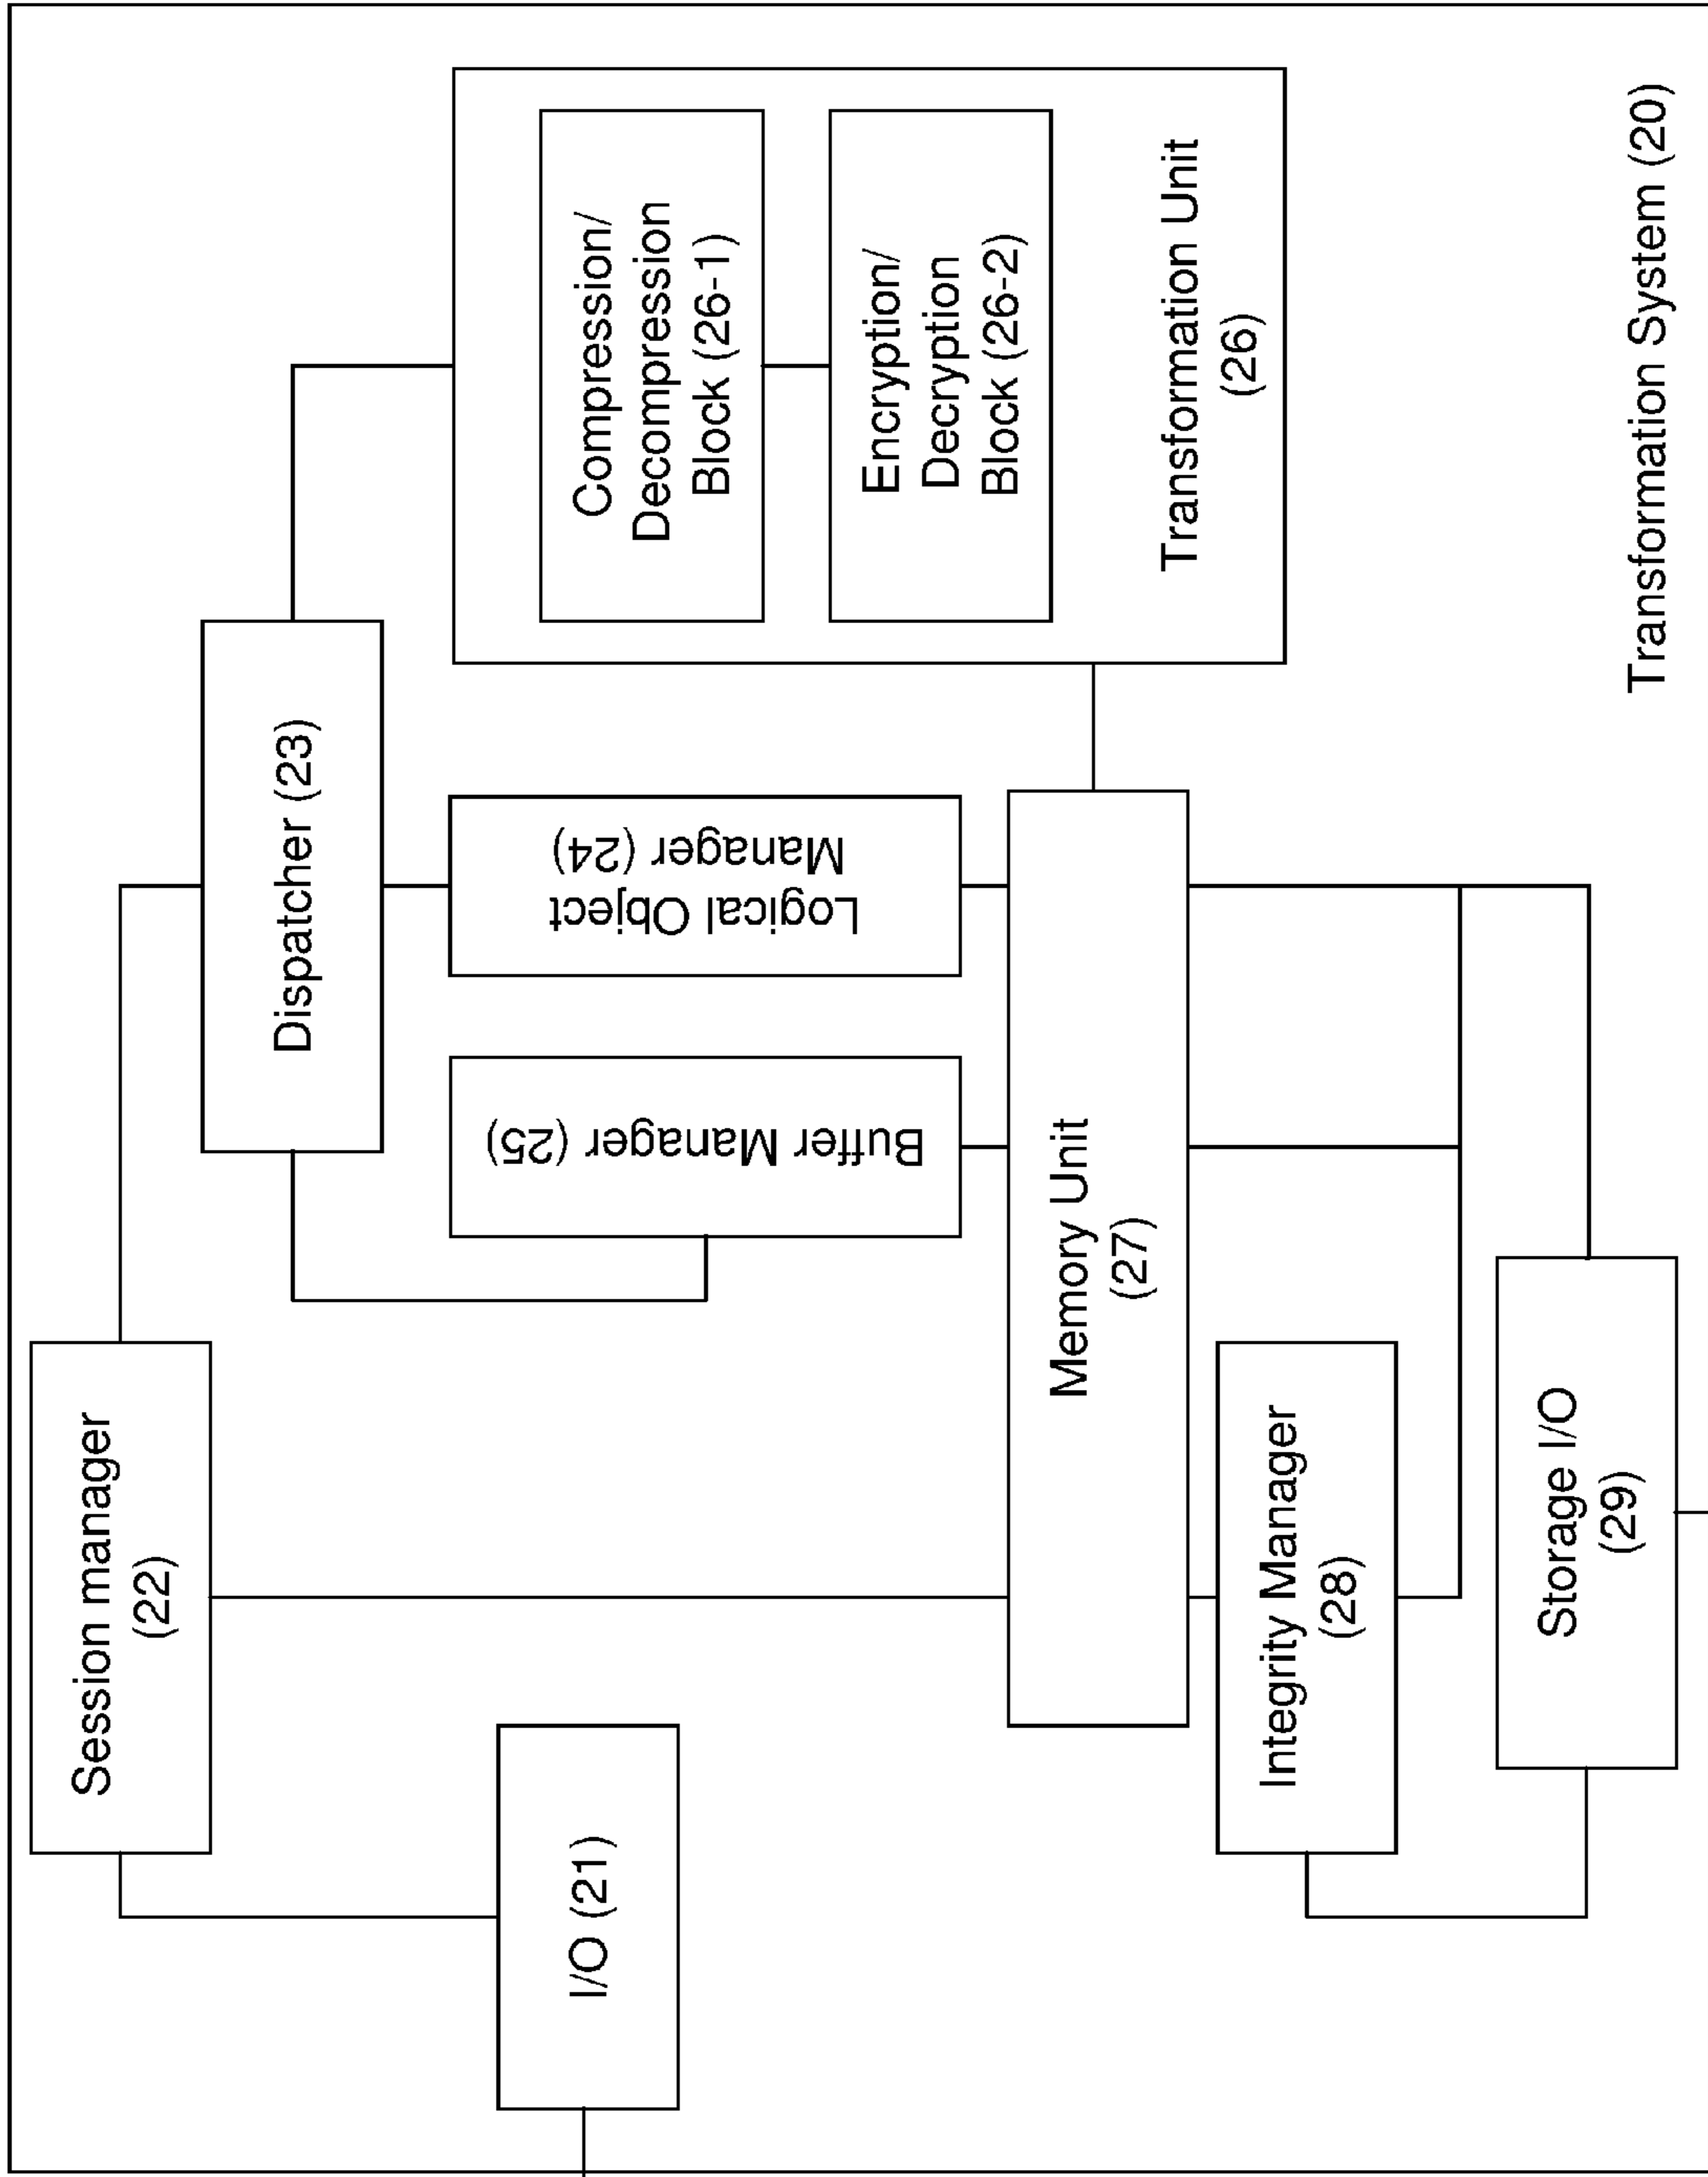 Session manager
(22)
I/O (21)
Dispatcher (23)
Buffer Manager (25)
Logical Object
Manager (24)
Compression/
Decompression
Block (26-1)
Encryption/
Decryption
Block (26-2)
Transformation Unit
(26)
Memory Unit
(27)
Integrity Manager
(28)
Storage I/O
(29)
Transformation System (20)